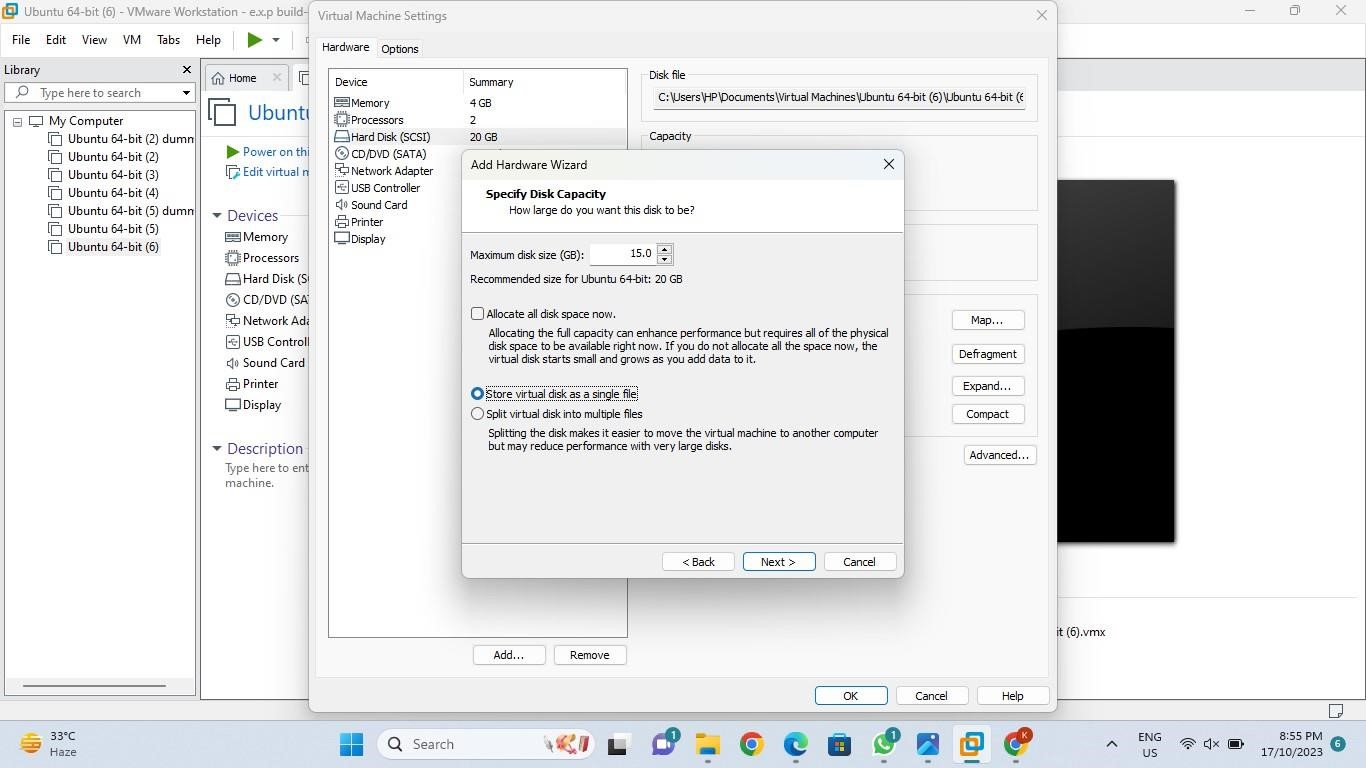 Ubuntu 64-bit (6) - VMware Workstation - e.x.p build-
Virtual Machine Settings
File Edit View VM Tabs Help
Hardware Options
Library
Home
Type here to search
Device Summary
Memory 4 GB
Processors 2
Hard Disk (SCSI) 20 GB
CD/DVD (SATA)
Network Adapter
USB Controller
Sound Card
Printer
Display
Disk file
C:\Users\HP\Documents\Virtual Machines\Ubuntu 64-bit (6)\Ubuntu 64-bit (6
Capacity
My Computer
Ubuntu 64-bit (2) dumm
Ubuntu 64-bit (2)
Ubuntu 64-bit (3)
Ubuntu 64-bit (4)
Ubuntu 64-bit (5) dumm
Ubuntu 64-bit (5)
Ubuntu 64-bit (6)
Ubuntu
Power on thi
Edit virtual m
Devices
Memory
Processors
Hard Disk (S
CD/DVD (SA
Network Ada
USB Controll
Sound Card
Printer
Display
Description
Type here to ent
machine.
Add Hardware Wizard
Specify Disk Capacity
How large do you want this disk to be?
Maximum disk size (GB): 15.0
Recommended size for Ubuntu 64-bit: 20 GB
Allocate all disk space now.
Allocating the full capacity can enhance performance but requires all of the physical
disk space to be available right now. If you do not allocate all the space now, the
virtual disk starts small and grows as you add data to it.
Store virtual disk as a single file
Split virtual disk into multiple files
Splitting the disk makes it easier to move the virtual machine to another computer
but may reduce performance with very large disks.
< Back Next > Cancel
Map...
Defragment
Expand...
Compact
Advanced...
it (6).vmx
Add... Remove
OK Cancel Help
33°C
Haze
Search
1
1
K
ENG
US
8:55 PM
17/10/2023
6